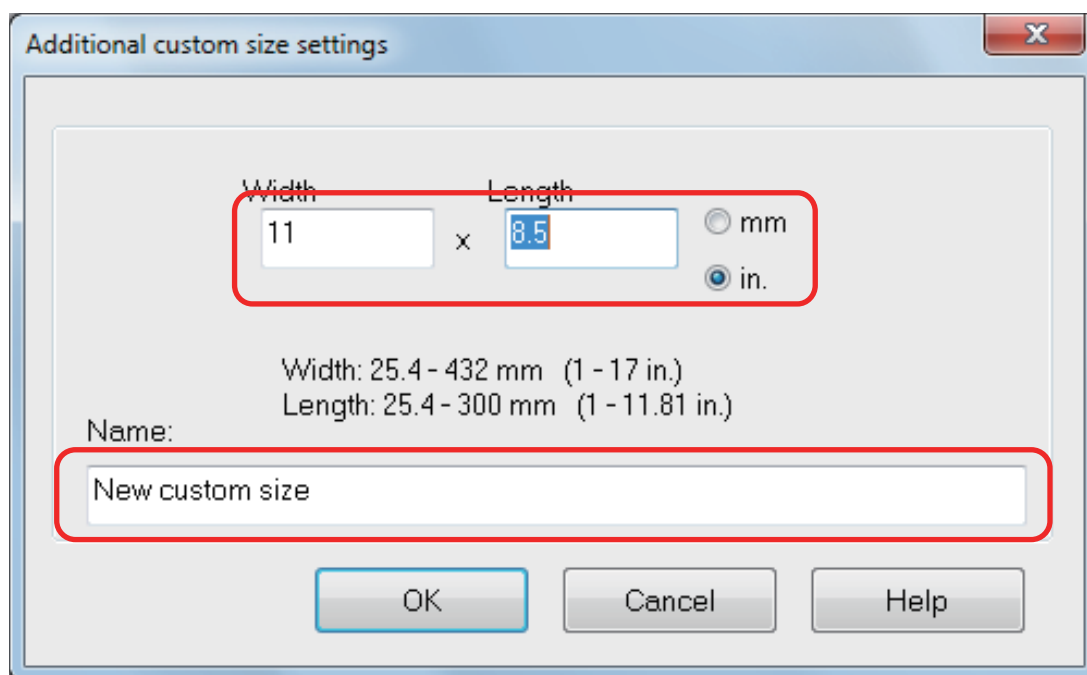 Additional custom size settings
Width Length
11 x 8.5 mm
in.
Width: 25.4 - 432 mm (1 - 17 in.)
Length: 25.4 - 300 mm (1 - 11.81 in.)
Name:
New custom size
OK Cancel Help